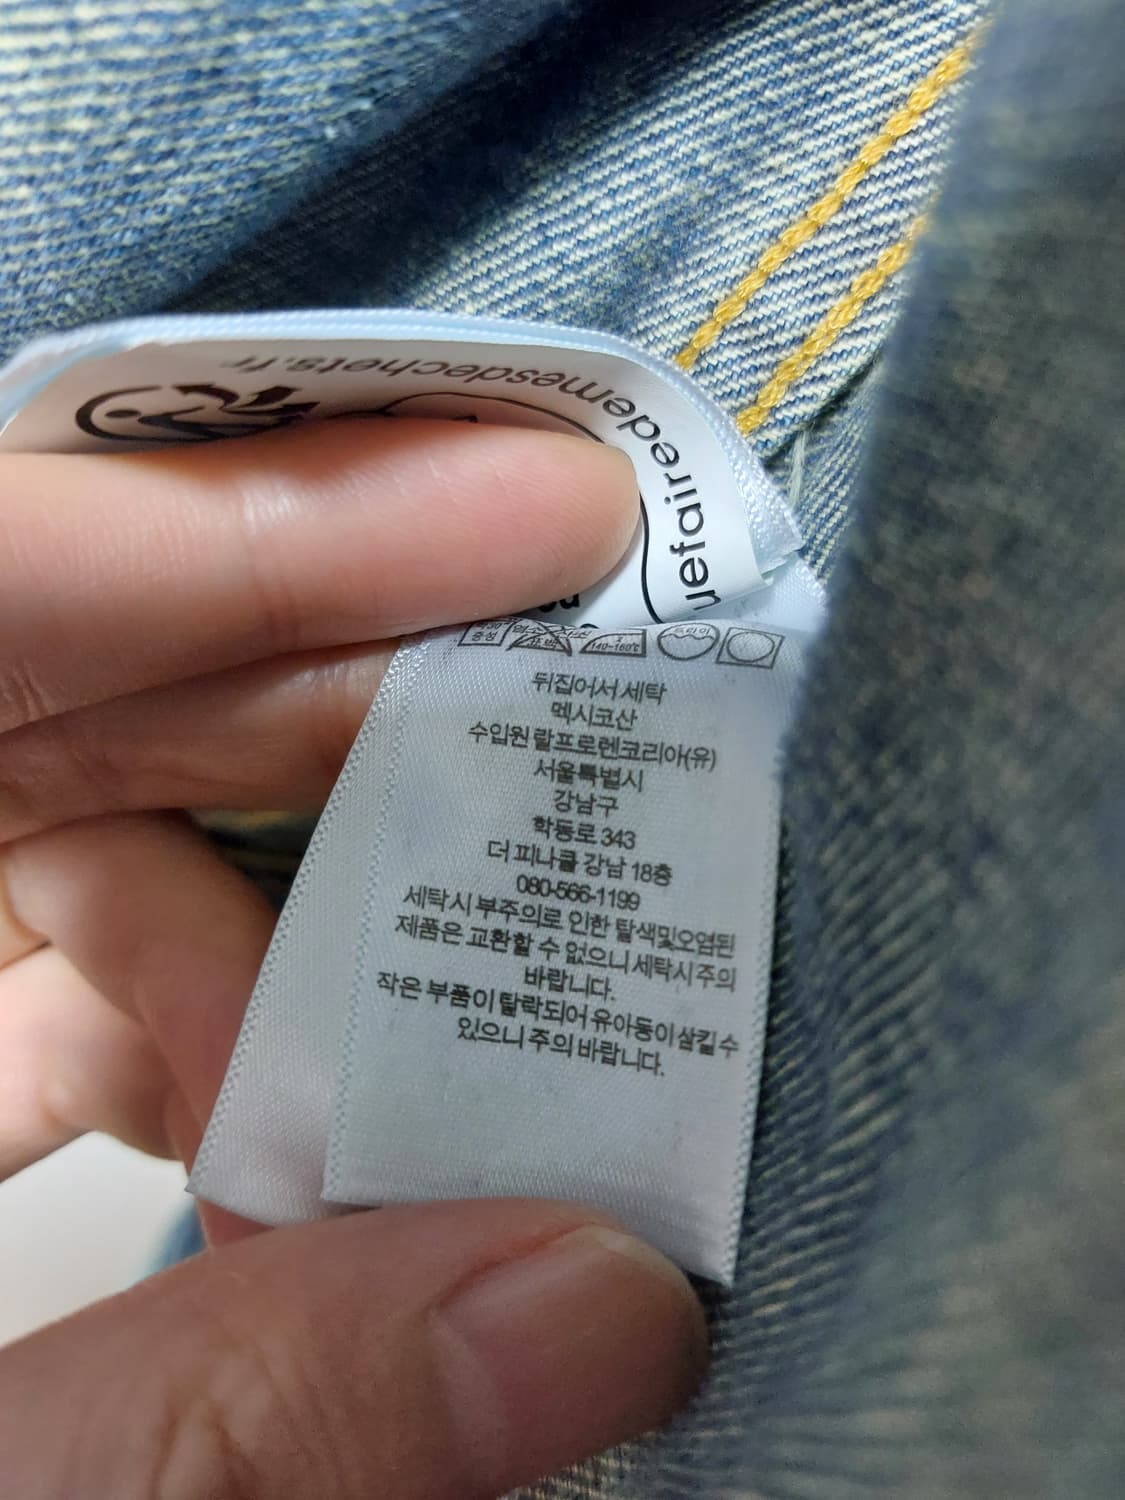 uefairedemesdechets.fr
중성
140~160℃
뒤집어서 세탁
멕시코산
수입원 랄프로렌코리아(유)
서울특별시
강남구
학동로 343
더 피나클 강남 18층
080-566-1199
세탁시 부주의로 인한 탈색및오염된
제품은 교환할 수 없으니 세탁시 주의
바랍니다.
작은 부품이 탈락되어 유아동이 삼킬 수
있으니 주의 바랍니다.